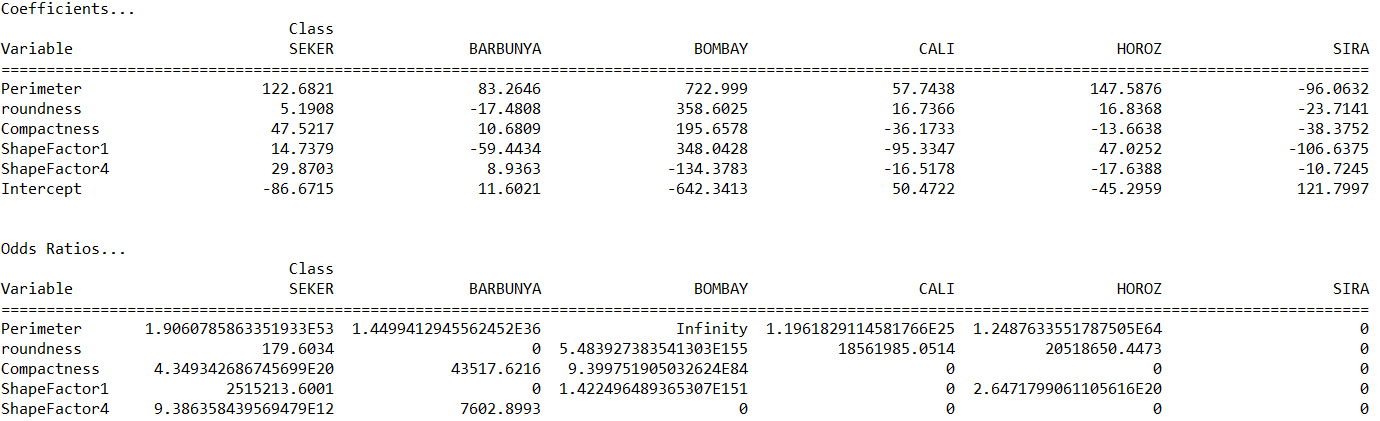 Coefficients...
Class
Variable SEKER BARBUNYA BOMBAY CALI HOROZ SIRA
=====================================================================================================================================================
Perimeter 122.6821 83.2646 722.999 57.7438 147.5876 -96.0632
roundness 5.1908 -17.4808 358.6025 16.7366 16.8368 -23.7141
Compactness 47.5217 10.6809 195.6578 -36.1733 -13.6638 -38.3752
ShapeFactor1 14.7379 -59.4434 348.0428 -95.3347 47.0252 -106.6375
ShapeFactor4 29.8703 8.9363 -134.3783 -16.5178 -17.6388 -10.7245
Intercept -86.6715 11.6021 -642.3413 50.4722 -45.2959 121.7997
Odds Ratios...
Class
Variable SEKER BARBUNYA BOMBAY CALI HOROZ SIRA
=====================================================================================================================================================
Perimeter 1.9060785863351933E53 1.4499412945562452E36 Infinity 1.1961829114581766E25 1.2487633551787505E64 0
roundness 179.6034 0 5.483927383541303E155 18561985.0514 20518650.4473 0
Compactness 4.349342686745699E20 43517.6216 9.399751905032624E84 0 0 0
ShapeFactor1 2515213.6001 0 1.422496489365307E151 0 2.6471799061105616E20 0
ShapeFactor4 9.386358439569479E12 7602.8993 0 0 0 0